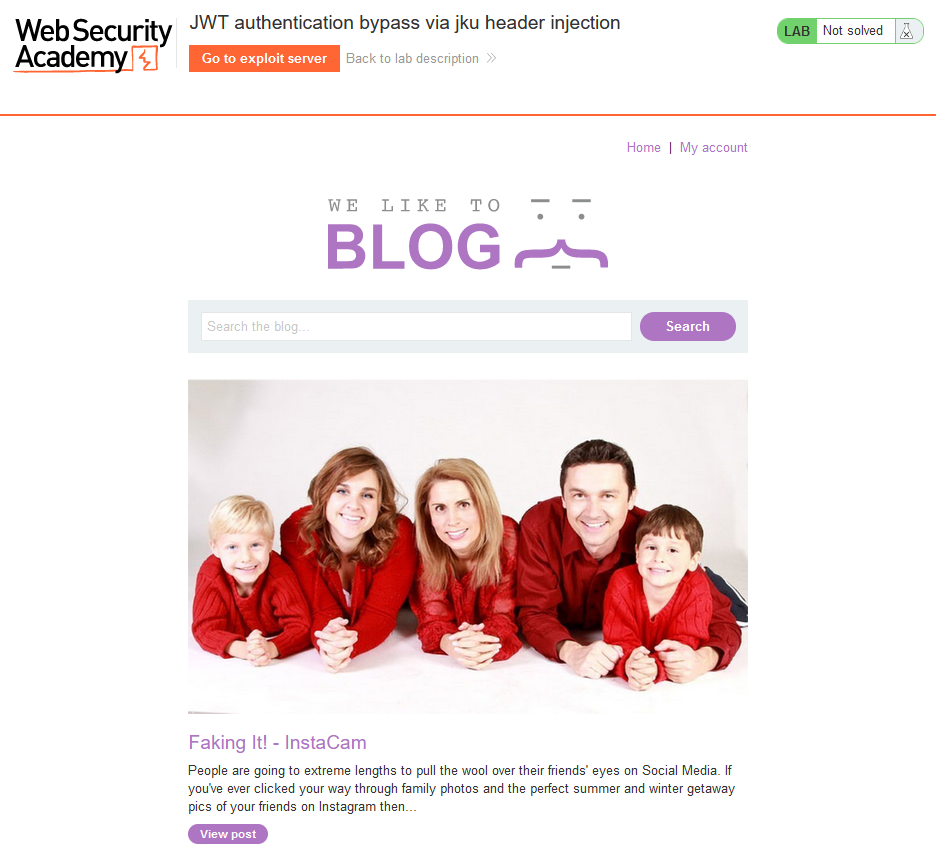 WebSecurity
Academy
JWT authentication bypass via jku header injection
Go to exploit server
Back to lab description
LAB
Not solved
Home | My account
WE LIKE TO
BLOG
Search the blog...
Search
Faking It! - InstaCam
People are going to extreme lengths to pull the wool over their friends' eyes on Social Media. If
you've ever clicked your way through family photos and the perfect summer and winter getaway
pics of your friends on Instagram then...
View post